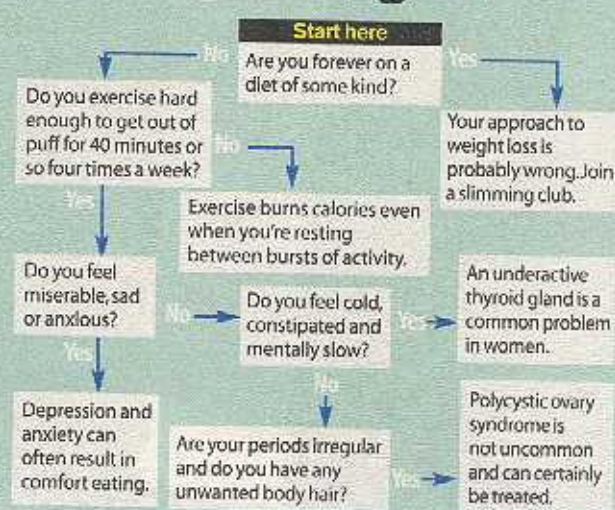 Start here
No
Are you forever on a
diet of some kind?
Yes
Do you exercise hard
enough to get out of
puff for 40 minutes or
so four times a week?
No
Your approach to
weight loss is
probably wrong. Join
a slimming club.
Yes
Exercise burns calories even
when you're resting
between bursts of activity.
Do you feel
miserable, sad
or anxious?
No
Do you feel cold,
constipated and
mentally slow?
Yes
An underactive
thyroid gland is a
common problem
in women.
Yes
No
Depression and
anxiety can
often result in
comfort eating.
Are your periods irregular
and do you have any
unwanted body hair?
Yes
Polycystic ovary
syndrome is
not uncommon
and can certainly
be treated.